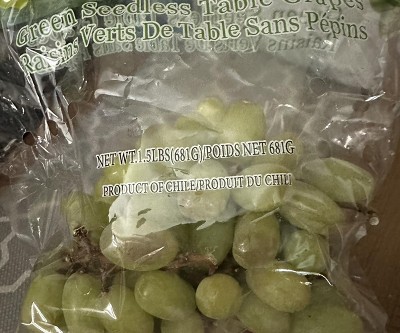 Green Seedless Table Grapes
Raisins Verts De Table Sans Pépins
NET WT.1.5LBS(681G)/POIDS NET 681G
PRODUCT OF CHILE/PRODUIT DU CHILI